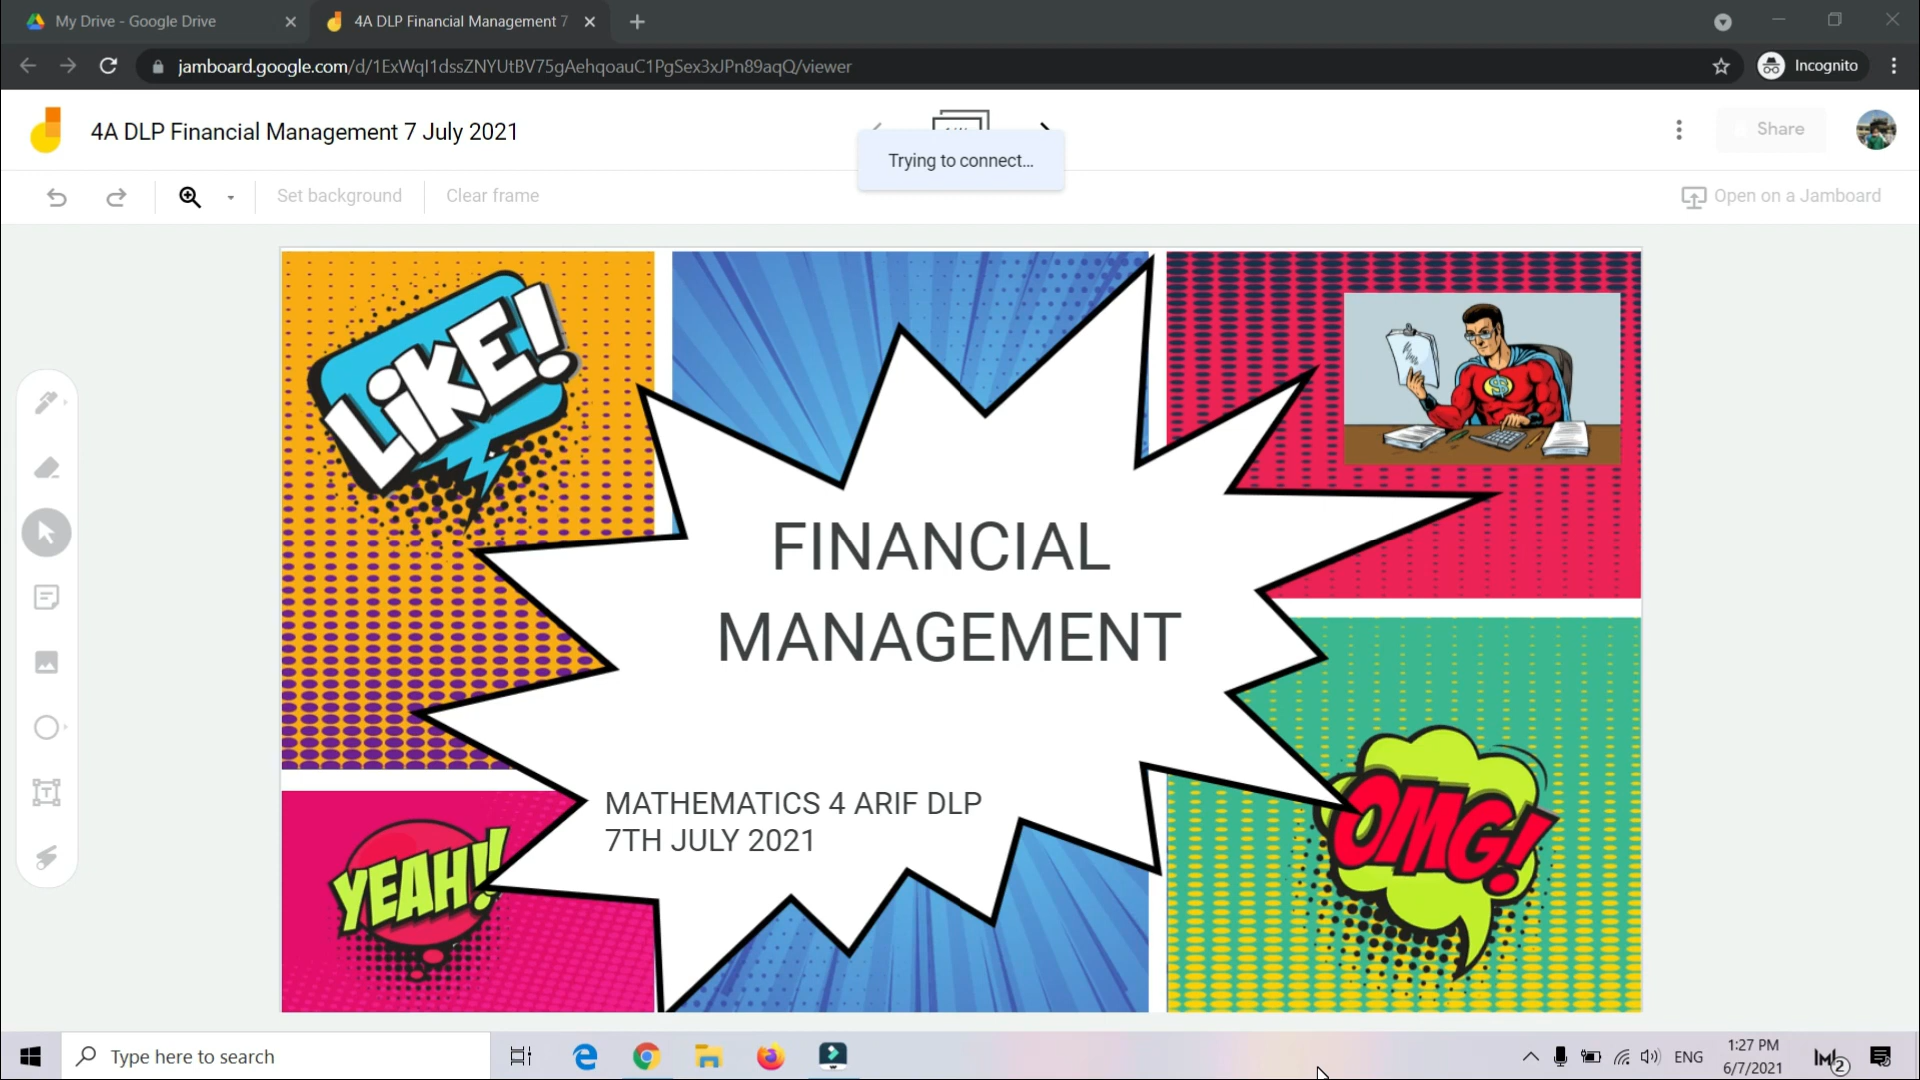 My Drive - Google Drive
4A DLP Financial Management 7
jamboard.google.com/d/1ExWqI1dssZNYUtBV75gAehqoauC1PgSex3xJPn89aqQ/viewer
Incognito
4A DLP Financial Management 7 July 2021
Trying to connect...
Share
Set background
Clear frame
Open on a Jamboard
LiKE!
FINANCIAL
MANAGEMENT
MATHEMATICS 4 ARIF DLP
7TH JULY 2021
YEAH!!
OMG!
Type here to search
ENG
1:27 PM
6/7/2021
2